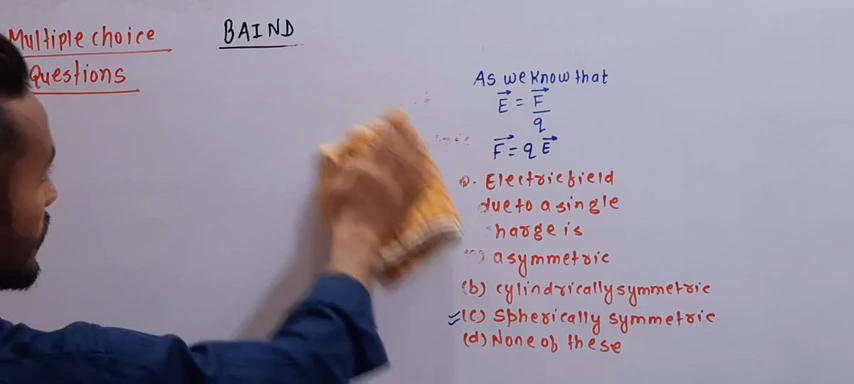 Multiple choice
Questions
BAIND
As we know that
E = F
q
F = q E
Electric field
due to a single
harge is
asymmetric
(b) cylindrically symmetric
(c) Spherically symmetric
(d) None of these